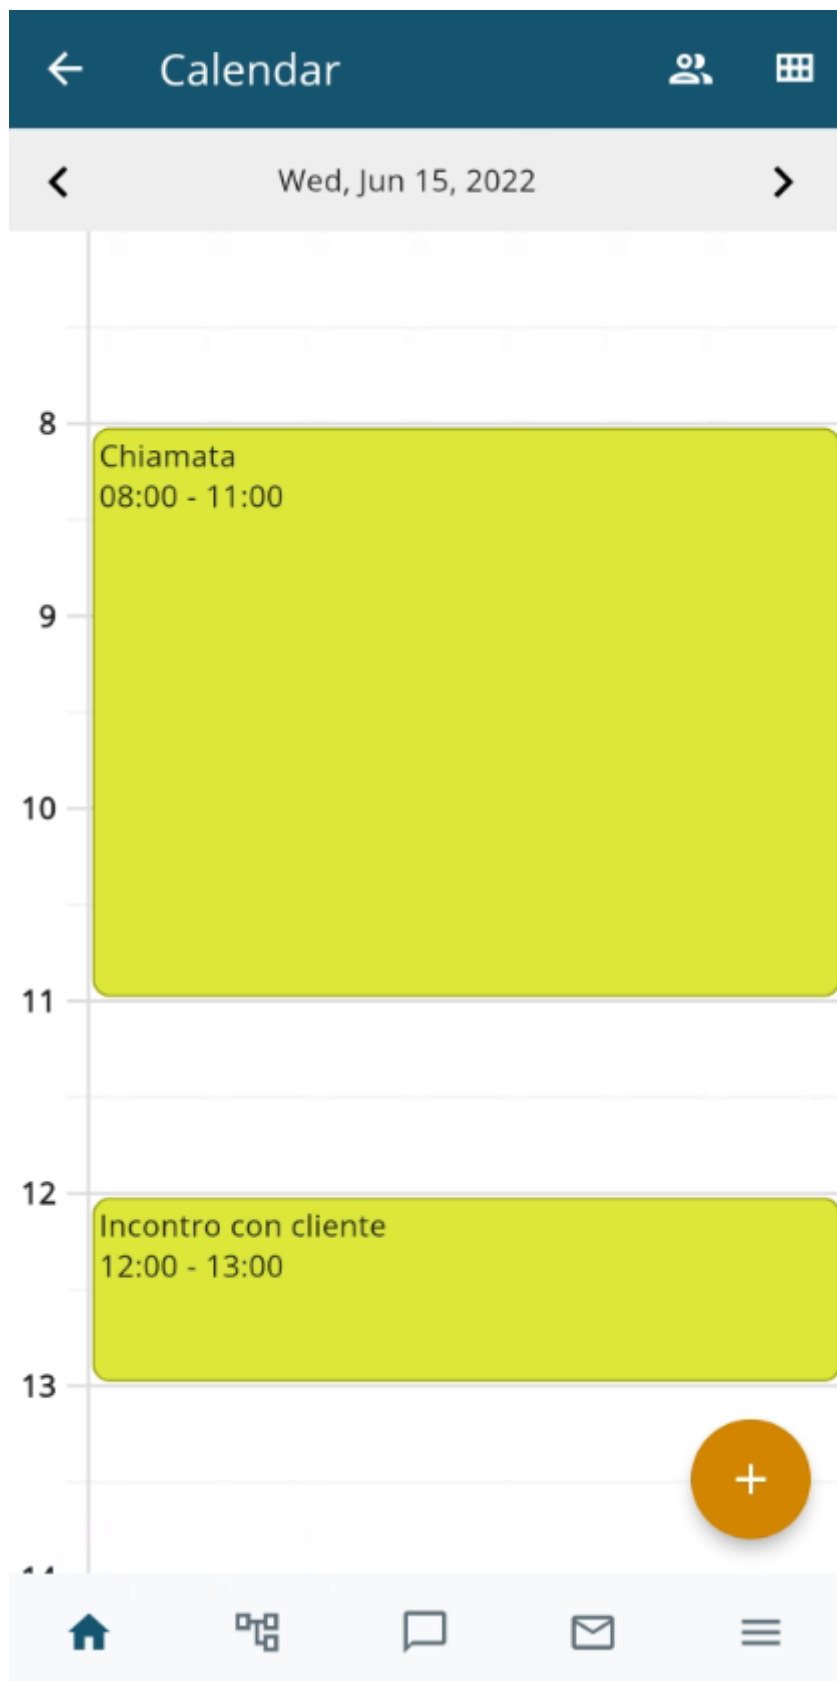 Calendar
Wed, Jun 15, 2022
8
Chiamata
08:00 - 11:00
9
10
11
12
Incontro con cliente
12:00 - 13:00
13